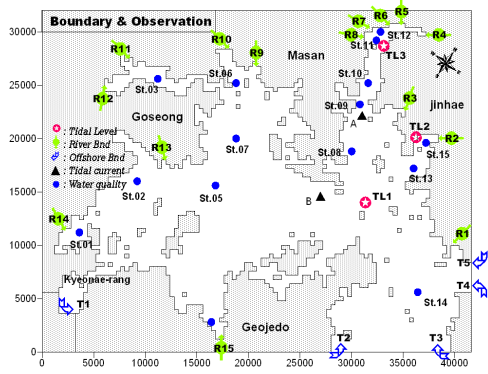 Boundary & Observation
R5
R6
R7
R8
R4
R10
R9
R11
St.12
St.11
TL3
Masan
St.06
St.10
St.03
R12
R3
St.09
jinhae
Goseong
A
TL2
: Tidal Level
: River End
: Offshore End
: Tidal current
: Water quality
R13
St.07
St.08
R2
St.15
St.13
St.02
St.05
B
TL1
R14
St.01
R1
Kyeonae-rang
T5
T4
T1
St.14
Geojedo
T2
T3
R15
30000
25000
20000
15000
10000
5000
0
0 5000 10000 15000 20000 25000 30000 35000 40000